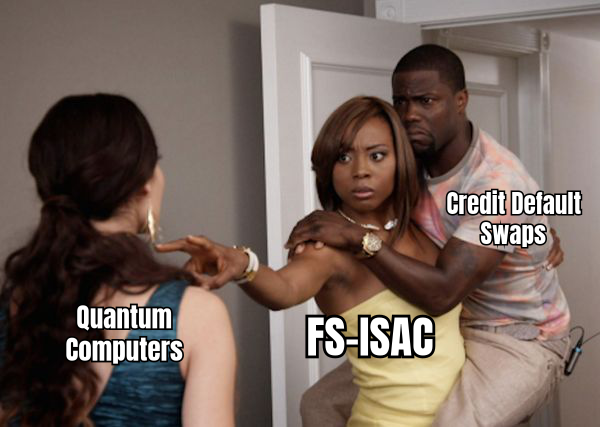 Credit Default
Swaps
Quantum
Computers
FS-ISAC